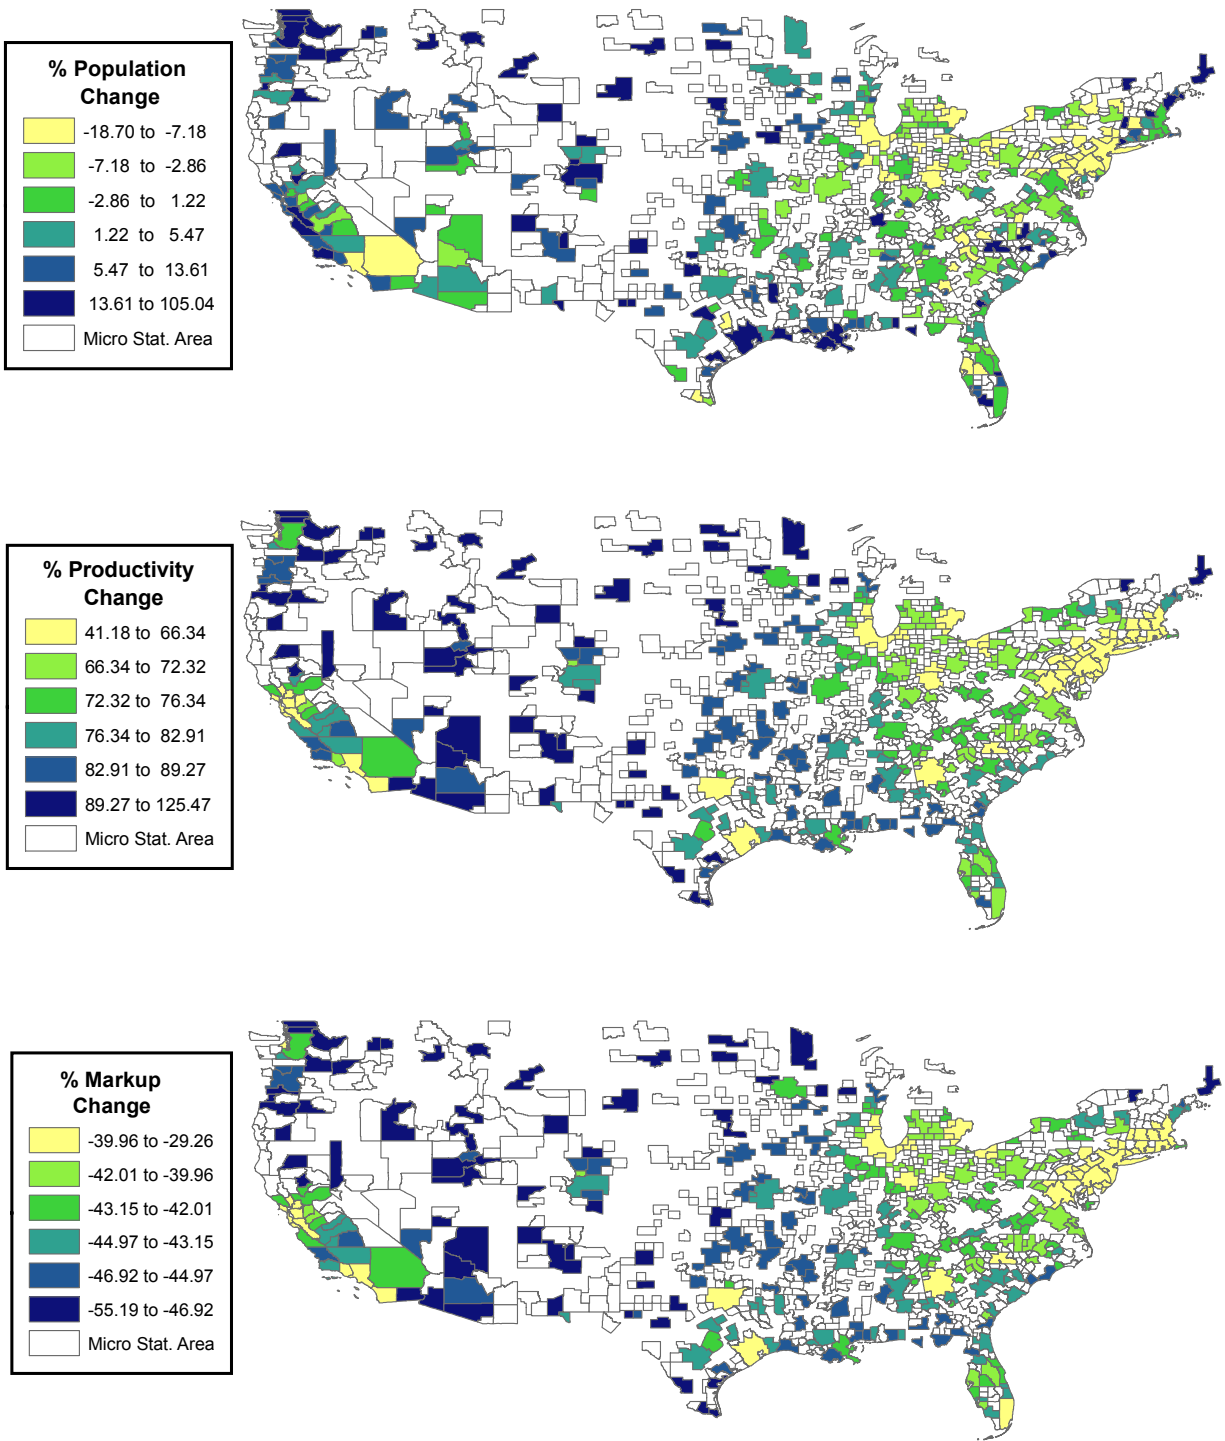 % Population
Change
-18.70 to -7.18
-7.18 to -2.86
-2.86 to 1.22
1.22 to 5.47
5.47 to 13.61
13.61 to 105.04
Micro Stat. Area
% Productivity
Change
41.18 to 66.34
66.34 to 72.32
72.32 to 76.34
76.34 to 82.91
82.91 to 89.27
89.27 to 125.47
Micro Stat. Area
% Markup
Change
-39.96 to -29.26
-42.01 to -39.96
-43.15 to -42.01
-44.97 to -43.15
-46.92 to -44.97
-55.19 to -46.92
Micro Stat. Area